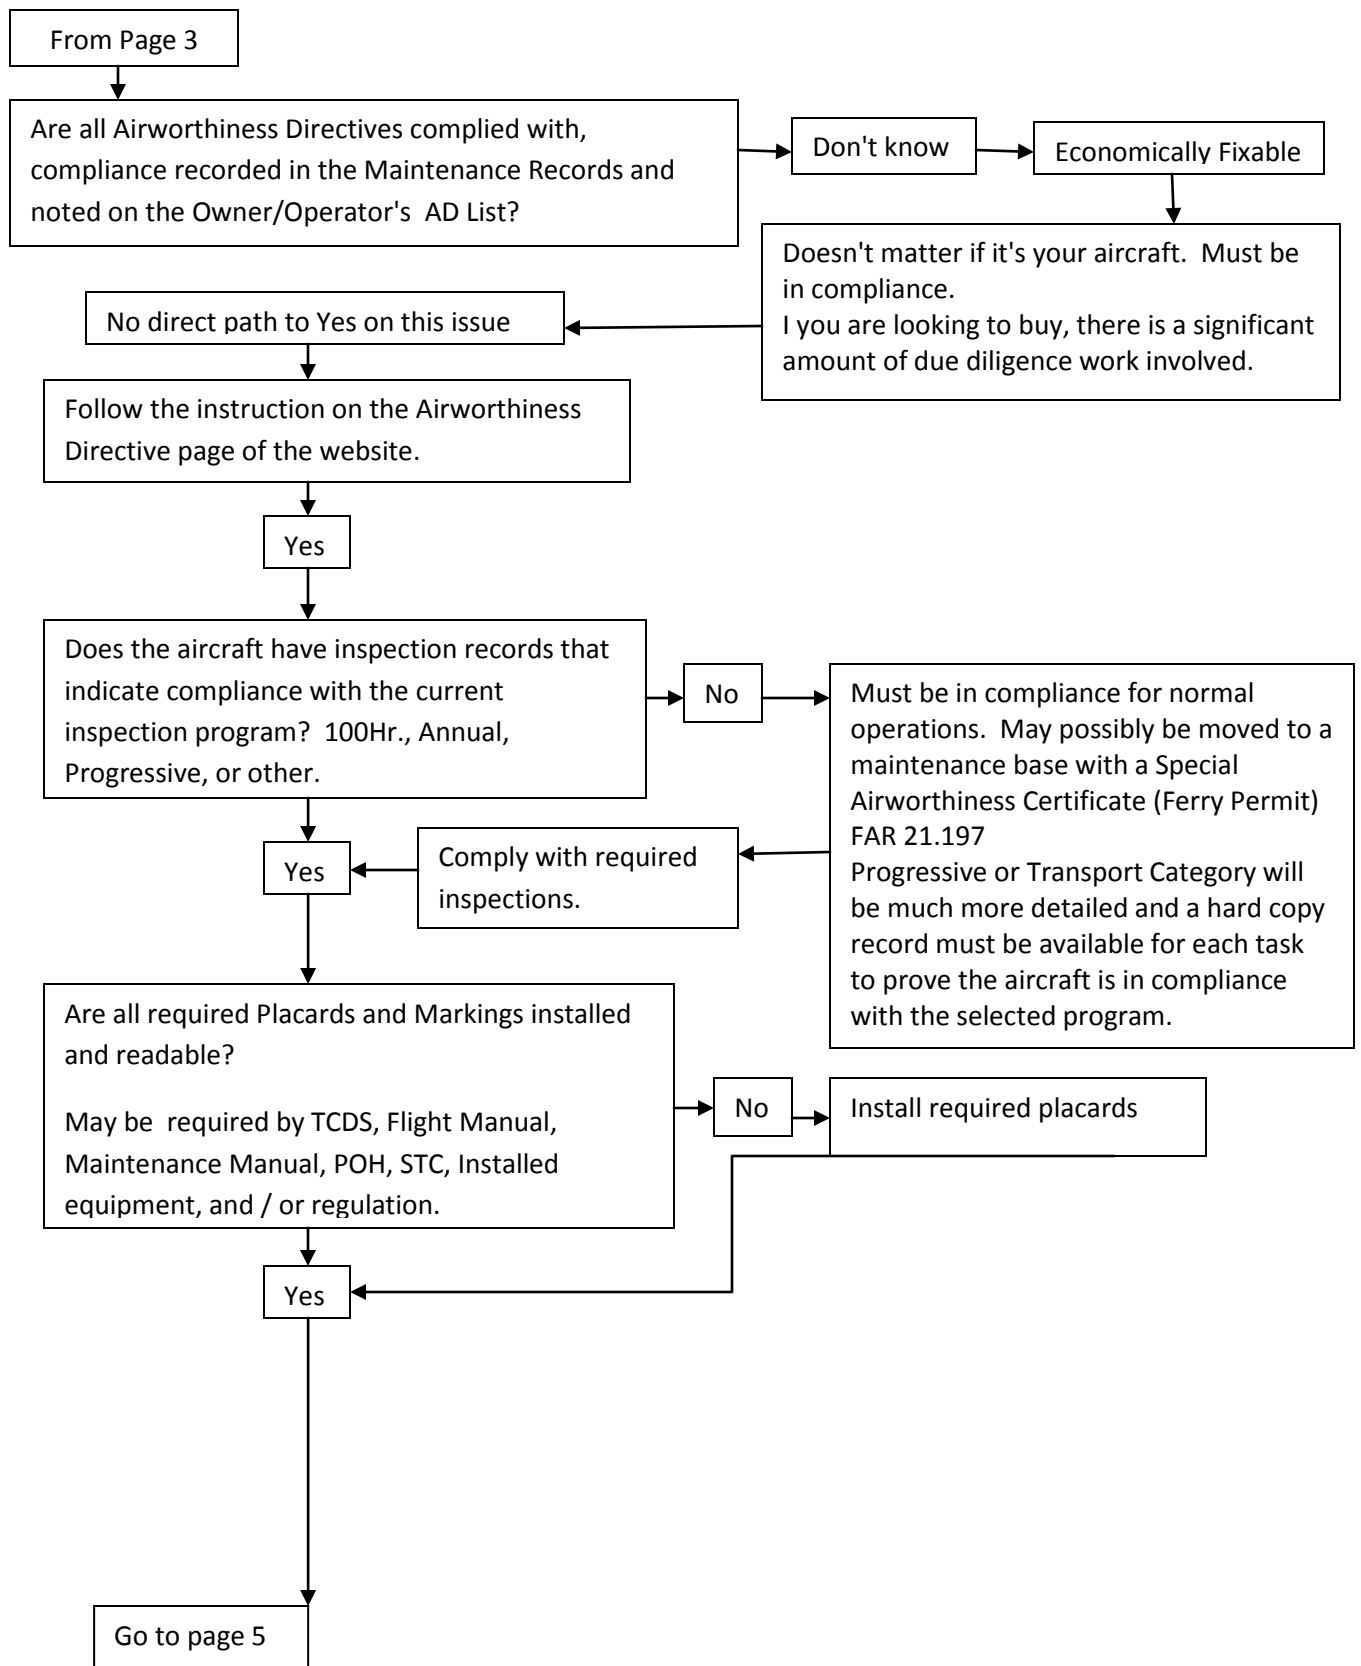 From Page 3
Are all Airworthiness Directives complied with,
compliance recorded in the Maintenance Records and
noted on the Owner/Operator's  AD List?
Don't know
Economically Fixable
Doesn't matter if it's your aircraft.  Must be
in compliance.
I you are looking to buy, there is a significant
amount of due diligence work involved.
No direct path to Yes on this issue
Follow the instruction on the Airworthiness
Directive page of the website.
Yes
Does the aircraft have inspection records that
indicate compliance with the current
inspection program?  100Hr., Annual,
Progressive, or other.
No
Must be in compliance for normal
operations.  May possibly be moved to a
maintenance base with a Special
Airworthiness Certificate (Ferry Permit)
FAR 21.197
Progressive or Transport Category will
be much more detailed and a hard copy
record must be available for each task
to prove the aircraft is in compliance
with the selected program.
Comply with required
inspections.
Yes
Are all required Placards and Markings installed
and readable?
May be  required by TCDS, Flight Manual,
Maintenance Manual, POH, STC, Installed
equipment, and / or regulation.
No
Install required placards
Yes
Go to page 5